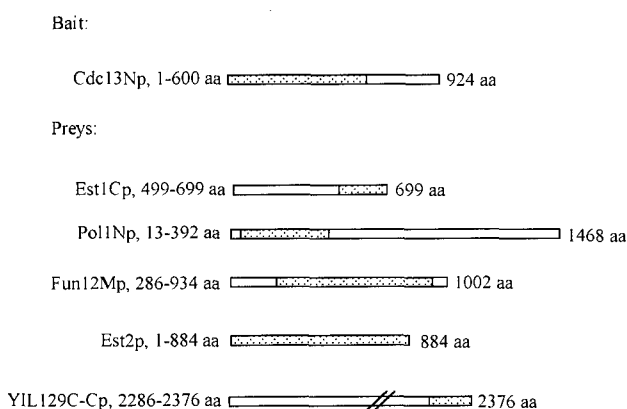 Bait:
Cdc13Np, 1-600 aa 924 aa
Preys:
Est1Cp, 499-699 aa 699 aa
Pol1Np, 13-392 aa 1468 aa
Fun12Mp, 286-934 aa 1002 aa
Est2p, 1-884 aa 884 aa
YIL129C-Cp, 2286-2376 aa 2376 aa